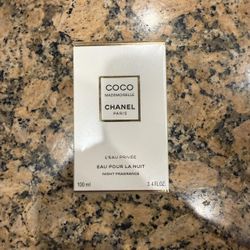 COCO
MADEMOISELLE
CHANEL
PARIS
L'EAU PRIVÉE
EAU POUR LA NUIT
NIGHT FRAGRANCE
100 ml 3.4 FL.OZ.